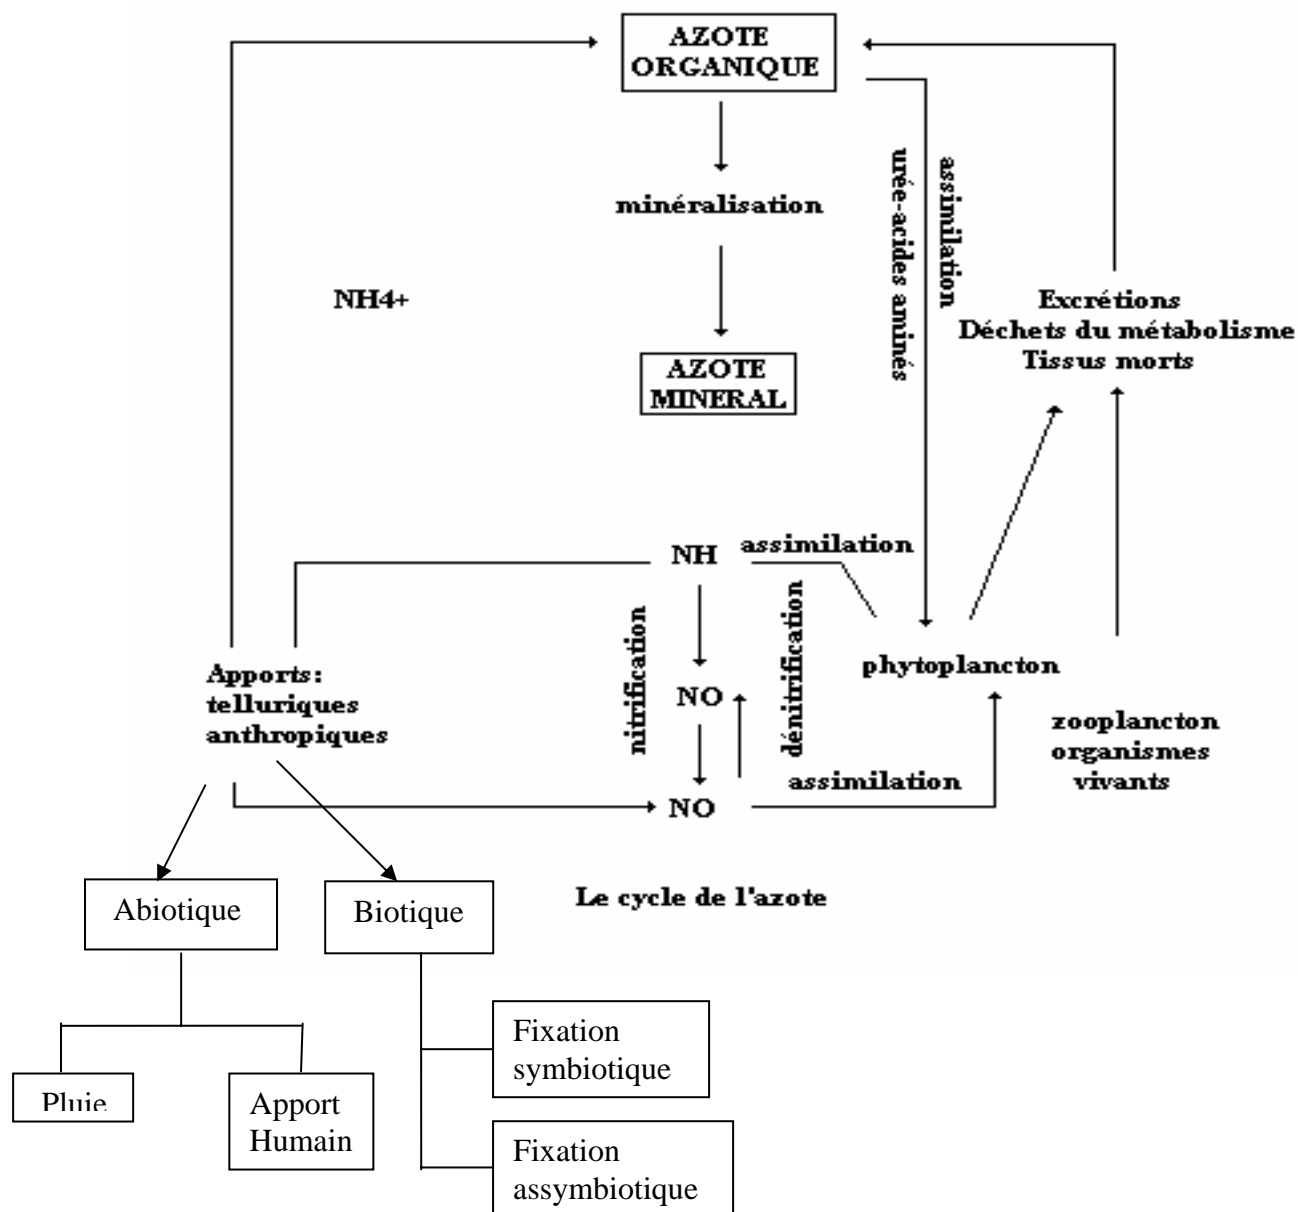 AZOTE
ORGANIQUE
minéralisation
urée-acides aminés
assimilation
NH4+
Excrétions
Déchets du métabolisme
Tissus morts
AZOTE
MINERAL
NH
assimilation
nitrification
dénitrification
phytoplancton
Apports:
telluriques
anthropiques
NO
zooplancton
organismes
vivants
assimilation
NO
Le cycle de l'azote
Abiotique
Biotique
Fixation
symbiotique
Pluie
Apport
Humain
Fixation
assymbiotique